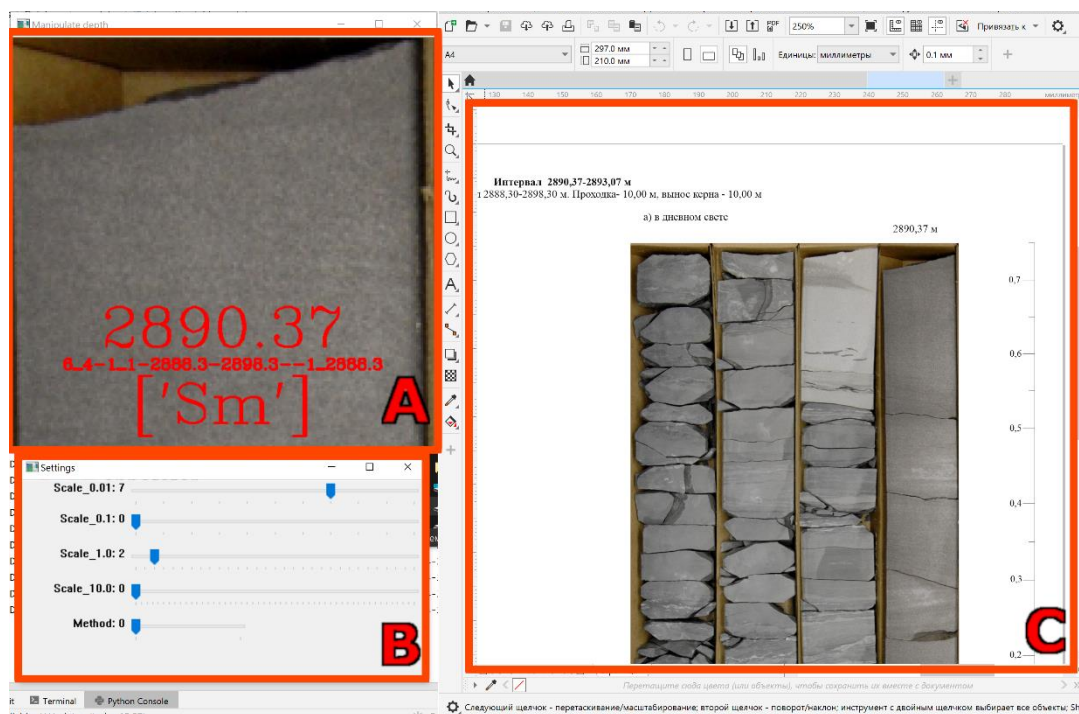 Manipulate depth
2890.37
6_4-1_1-2888.3-2898.3--1_2888.3
['Sm']
A
Settings
Scale_0.01: 7
Scale_0.1: 0
Scale_1.0: 2
Scale_10.0: 0
Method: 0
B
Terminal
Python Console
PDF
250%
Привязать к
A4
297.0 мм
210.0 мм
Единицы: миллиметры
0.1 мм
130 140 150 160 170 180 190 200 210 220 230 240 250 260 270 280
Интервал 2890,37-2893,07 м
2888,30-2898,30 м. Проходка- 10,00 м, вынос керна - 10,00 м
а) в дневном свете
2890,37 м
0,7
0,6
0,5
0,4
0,3
0,2
C
Перетащите сюда цвета (или объекты), чтобы сохранить их вместе с документом
Следующий щелчок - перетаскивание/масштабирование; второй щелчок - поворот/наклон; инструмент с двойным щелчком выбирает все объекты; Sh